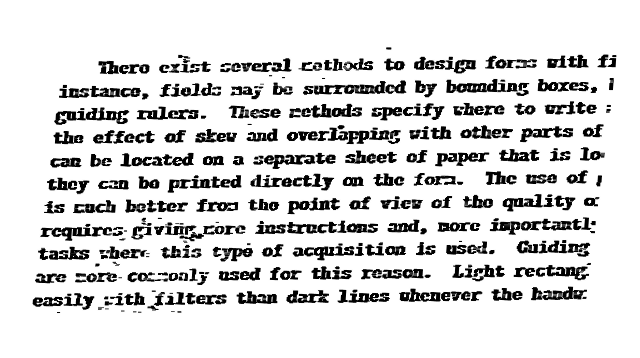 There exist several methods to design forms with fi
instance, fields may be surrounded by bounding boxes,
guiding rulers. These methods specify where to write
the effect of skew and overlapping with other parts of
can be located on a separate sheet of paper that is lo
they can be printed directly on the form. The use of
is much better from the point of view of the quality o
requires giving more instructions and, more importantly
tasks where this type of acquisition is used. Guiding
are more commonly used for this reason. Light rectang
easily with filters than dark lines whenever the handw